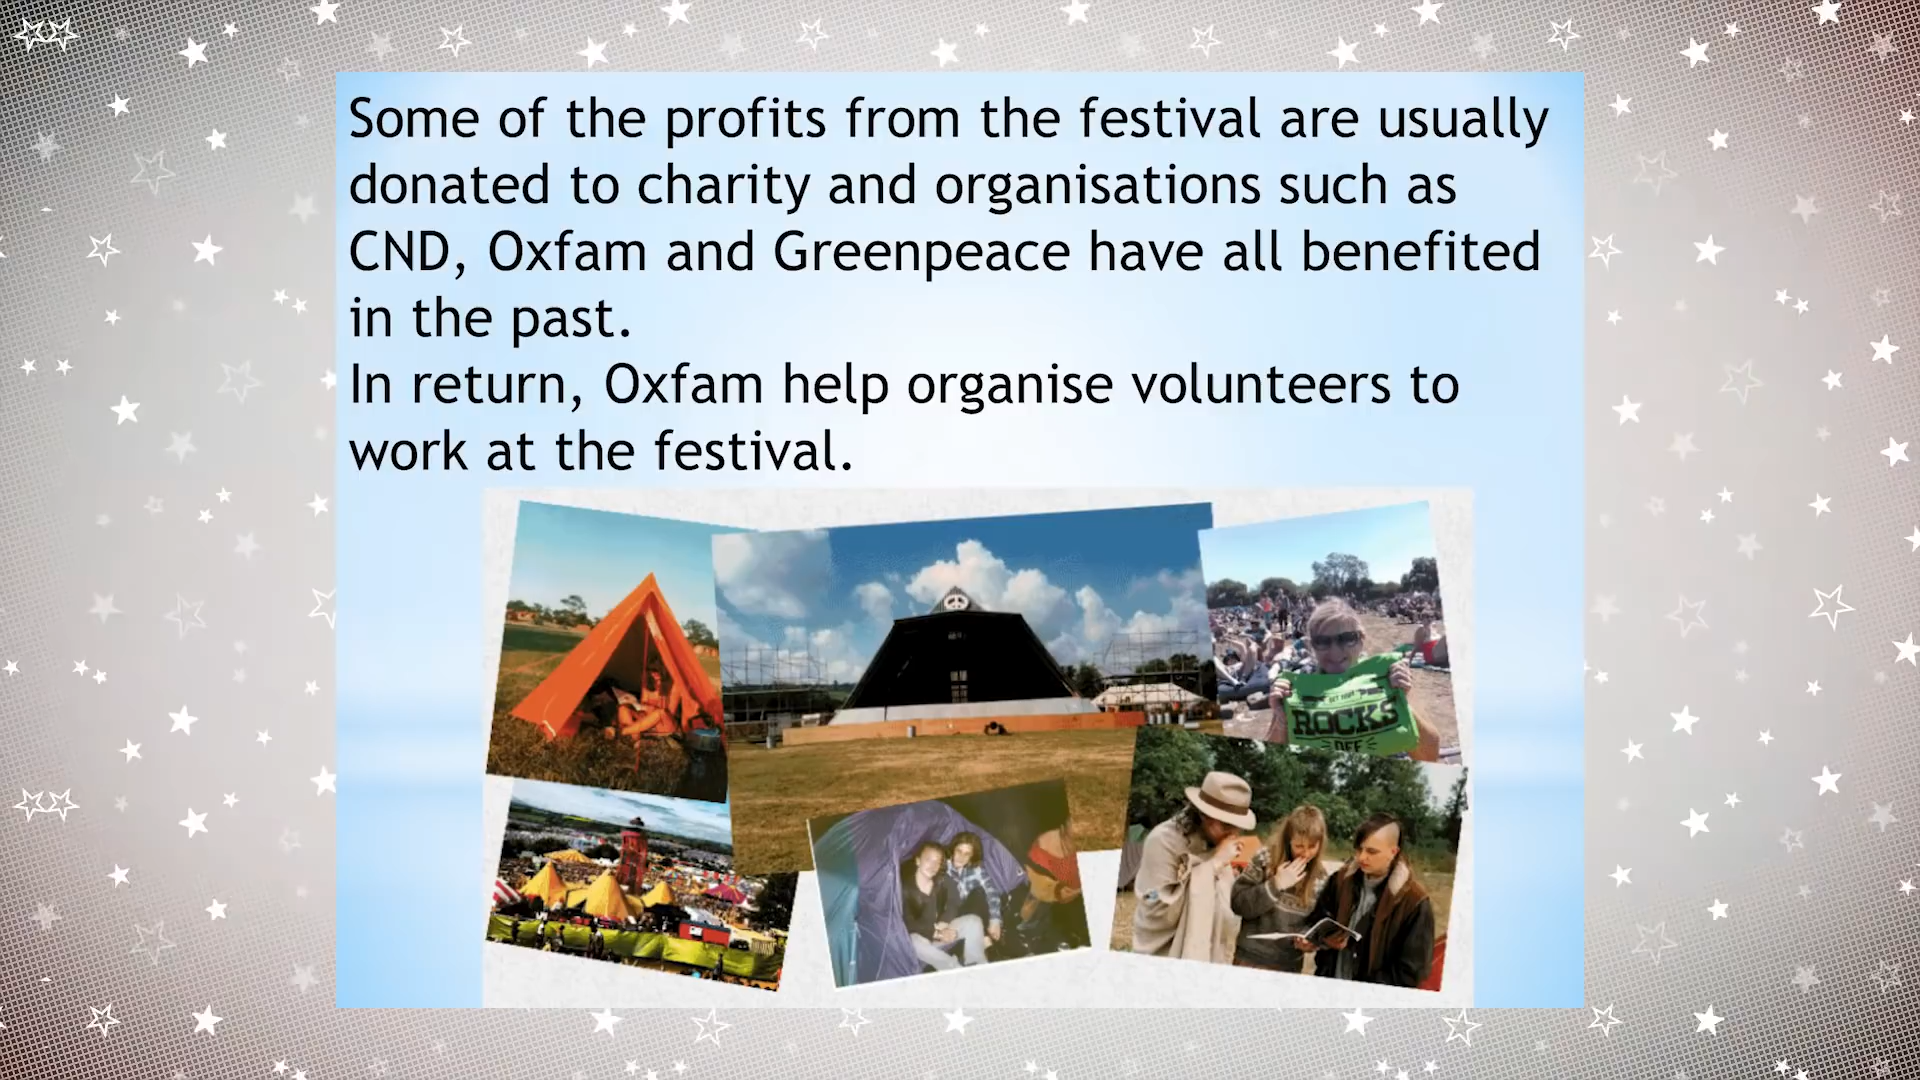 Some of the profits from the festival are usually
donated to charity and organisations such as
CND, Oxfam and Greenpeace have all benefited
in the past.
In return, Oxfam help organise volunteers to
work at the festival.
ROCKS
OFF